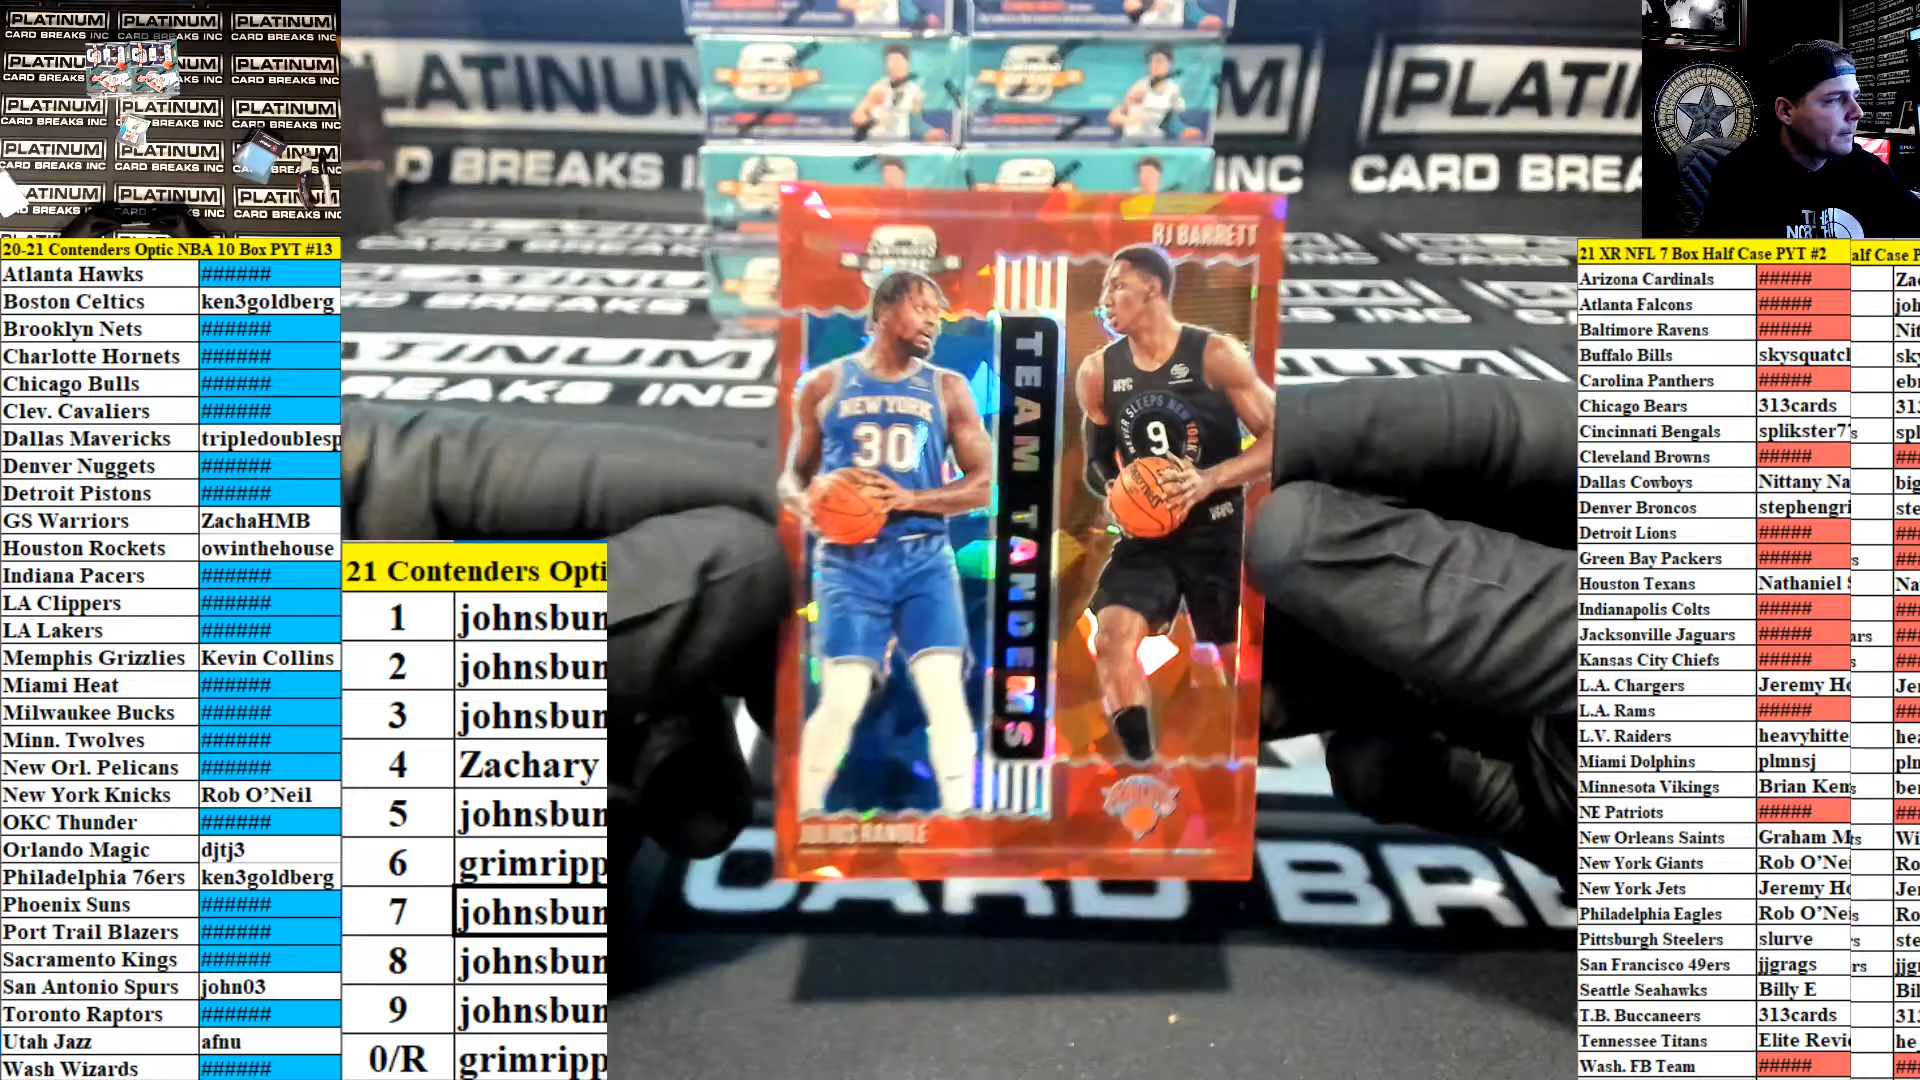 20-21 Contenders Optic NBA 10 Box PYT #13
Atlanta Hawks ######
Boston Celtics ken3goldberg
Brooklyn Nets ######
Charlotte Hornets ######
Chicago Bulls ######
Clev. Cavaliers ######
Dallas Mavericks tripledoublesp
Denver Nuggets ######
Detroit Pistons ######
GS Warriors ZachaHMB
Houston Rockets owinthehouse
Indiana Pacers ######
LA Clippers ######
LA Lakers ######
Memphis Grizzlies Kevin Collins
Miami Heat ######
Milwaukee Bucks ######
Minn. Twolves ######
New Orl. Pelicans ######
New York Knicks Rob O'Neil
OKC Thunder ######
Orlando Magic djtj3
Philadelphia 76ers ken3goldberg
Phoenix Suns ######
Port Trail Blazers ######
Sacramento Kings ######
San Antonio Spurs john03
Toronto Raptors ######
Utah Jazz afnu
Wash Wizards ######
21 Contenders Opti
1 johnsbun
2 johnsbun
3 johnsbun
4 Zachary
5 johnsbun
6 grimripp
7 johnsbun
8 johnsbun
9 johnsbun
0/R grimripp
PLATINUM
CARD BREAKS INC
RJ BARRETT
TEAM TANDEMS
NEW YORK
30
NYC
9
JULIUS RANDLE
CARD BRE
21 XR NFL 7 Box Half Case PYT #2
Arizona Cardinals #####
Atlanta Falcons #####
Baltimore Ravens #####
Buffalo Bills skysquatcl
Carolina Panthers #####
Chicago Bears 313cards
Cincinnati Bengals splikster7
Cleveland Browns #####
Dallas Cowboys Nittany Na
Denver Broncos stephengri
Detroit Lions #####
Green Bay Packers #####
Houston Texans Nathaniel
Indianapolis Colts #####
Jacksonville Jaguars #####
Kansas City Chiefs #####
L.A. Chargers Jeremy Ho
L.A. Rams #####
L.V. Raiders heavyhitte
Miami Dolphins plmnsj
Minnesota Vikings Brian Kem
NE Patriots #####
New Orleans Saints Graham M
New York Giants Rob O'Nei
New York Jets Jeremy Ho
Philadelphia Eagles Rob O'Nei
Pittsburgh Steelers slurve
San Francisco 49ers jjgrags
Seattle Seahawks Billy E
T.B. Buccaneers 313cards
Tennessee Titans Elite Revi
Wash. FB Team #####